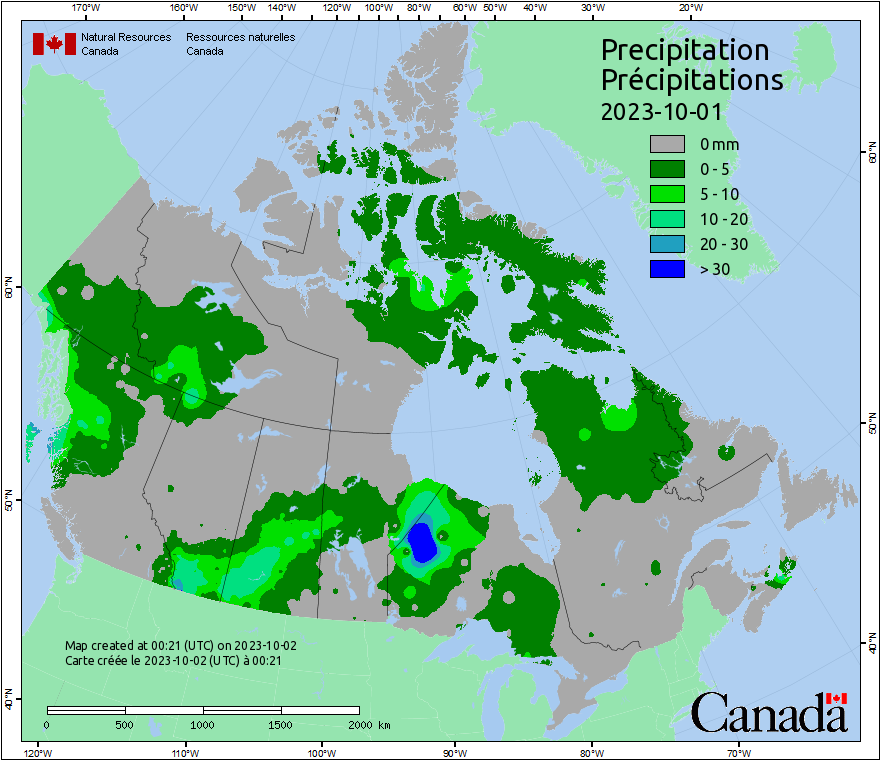 170°W 160°W 150°W 140°W 130°W 120°W 110°W 100°W 90°W 80°W 60°W 50°W 40°W 30°W 20°W
Natural Resources Ressources naturelles
Canada Canada
Precipitation
Précipitations
2023-10-01
0 mm
0 - 5
5 - 10
10 - 20
20 - 30
> 30
60°N
60°N
50°N
50°N
40°N
40°N
Map created at 00:21 (UTC) on 2023-10-02
Carte créée le 2023-10-02 (UTC) à 00:21
0 500 1000 1500 2000 km
Canada
120°W 110°W 100°W 90°W 80°W 70°W